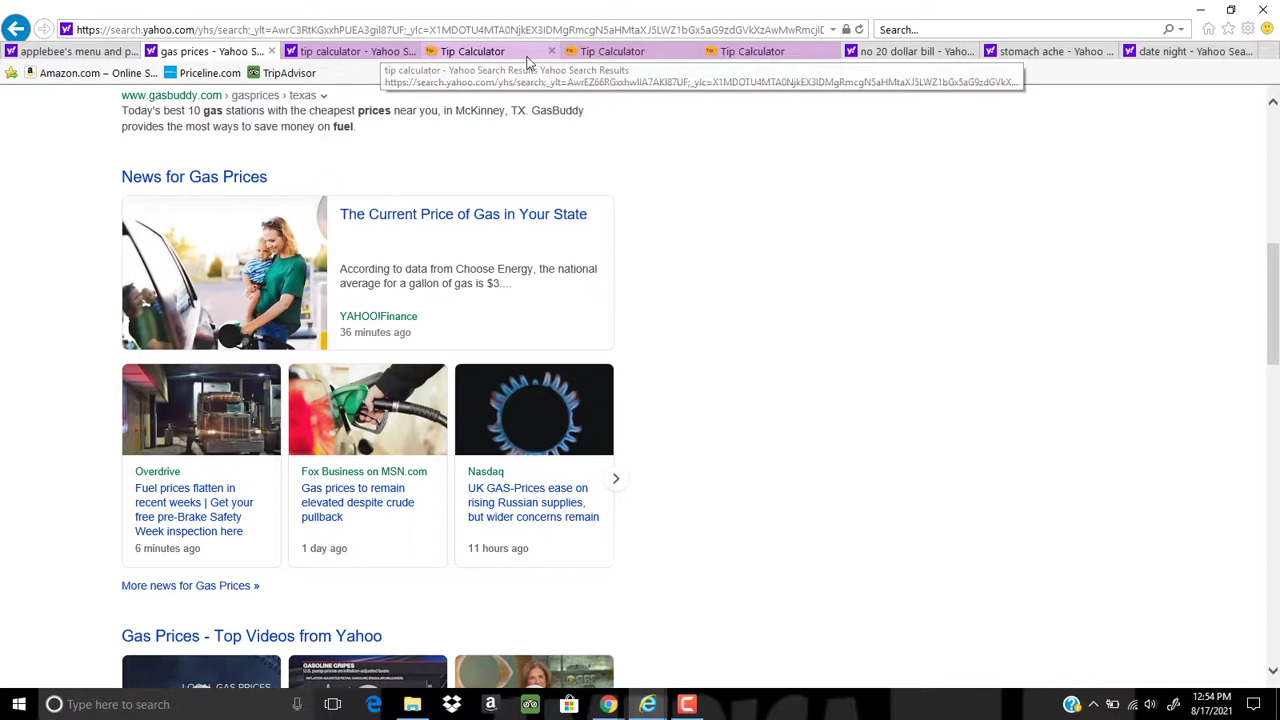 https://search.yahoo.com/yhs/search;_ylt=AwrC3RtKGxxhPUEA3gil87UF;_ylc=X1MDMTU4MTA0NjkEX3IDMgRmcgN5aHMtaXJ5LWZ1bGx5aG9zdGVkX3AzAwMwRmcjID
Search...
applebee's menu and p...
gas prices - Yahoo S...
tip calculator - Yahoo S...
Tip Calculator
Tip Calculator
Tip Calculator
no 20 dollar bill - Yaho...
stomach ache - Yaho...
date night - Yahoo Sea...
Amazon.com – Online S...
Priceline.com
TripAdvisor
tip calculator - Yahoo Search Results Yahoo Search Results
www.gasbuddy.com › gasprices › texas
Today's best 10 gas stations with the cheapest prices near you, in McKinney, TX. GasBuddy
provides the most ways to save money on fuel.
News for Gas Prices
The Current Price of Gas in Your State
According to data from Choose Energy, the national
average for a gallon of gas is $3....
YAHOO!Finance
36 minutes ago
Overdrive
Fuel prices flatten in
recent weeks | Get your
free pre-Brake Safety
Week inspection here
6 minutes ago
Fox Business on MSN.com
Gas prices to remain
elevated despite crude
pullback
1 day ago
Nasdaq
UK GAS-Prices ease on
rising Russian supplies,
but wider concerns remain
11 hours ago
More news for Gas Prices »
Gas Prices - Top Videos from Yahoo
LOCAL GAS PRICES
GASOLINE GRIPES
Type here to search
12:54 PM
8/17/2021